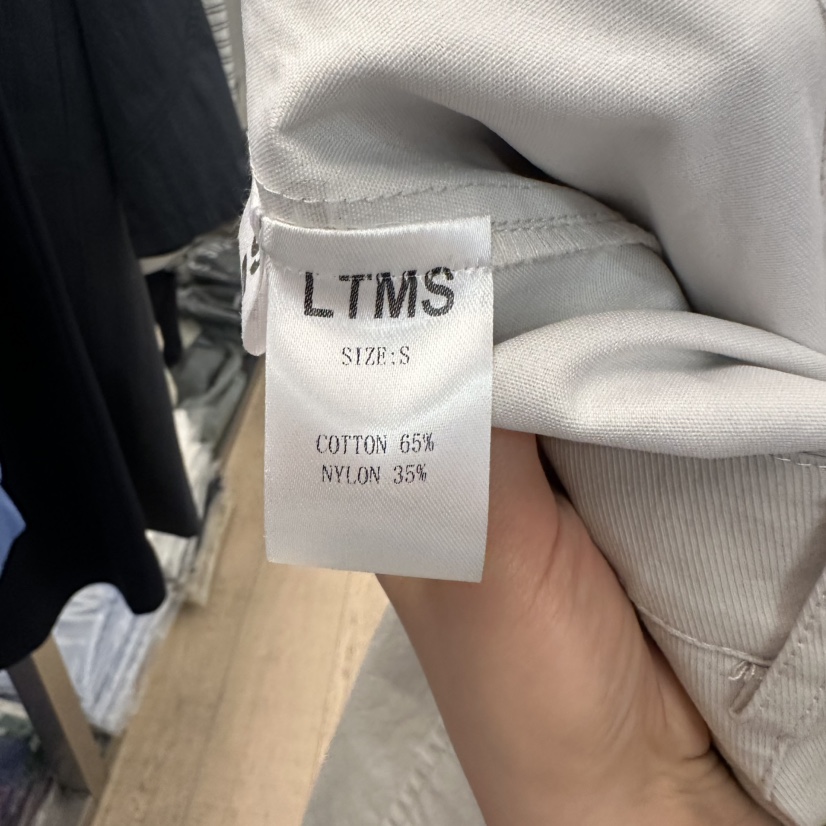 LTMS
SIZE:S
COTTON 65%
NYLON 35%